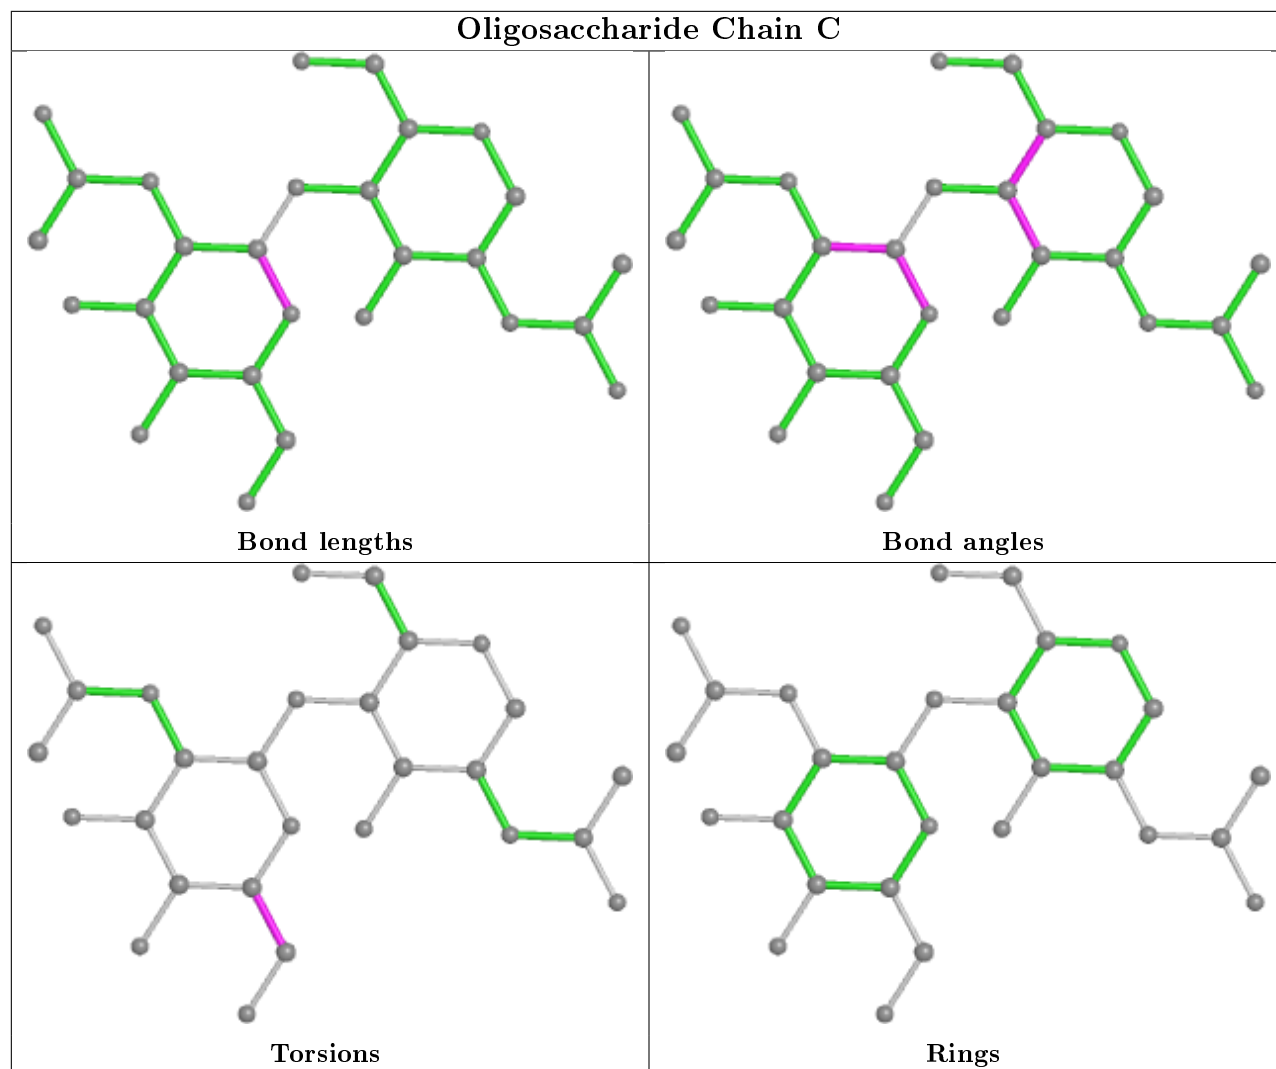 Oligosaccharide Chain C
Bond lengths
Bond angles
Torsions
Rings